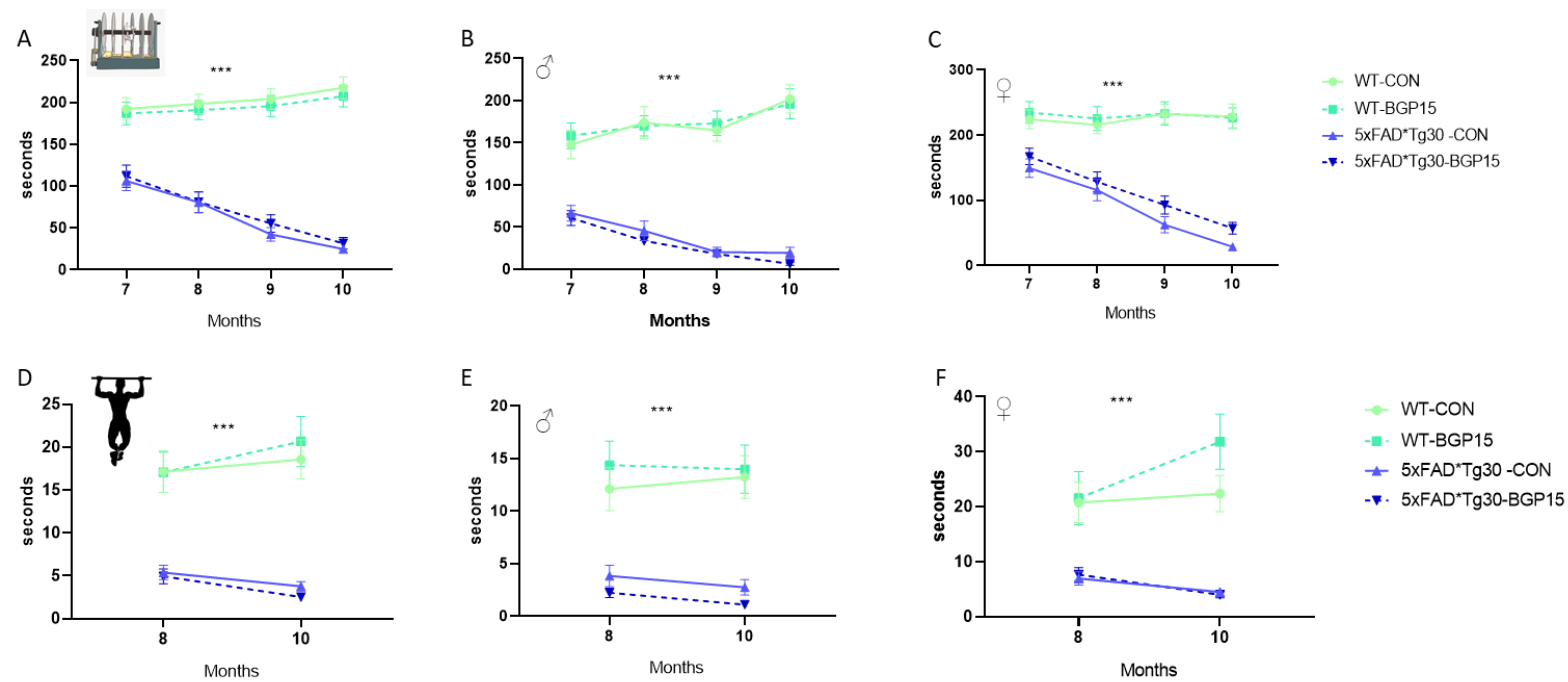 A
seconds
250
200
150
100
50
0
***
7 8 9 10
Months
B
♂
seconds
250
200
150
100
50
0
***
7 8 9 10
Months
C
♀
seconds
300
200
100
0
***
7 8 9 10
Months
WT-CON
WT-BGP15
5xFAD*Tg30 -CON
5xFAD*Tg30-BGP15
D
seconds
25
20
15
10
5
0
***
8 10
Months
E
♂
seconds
20
15
10
5
0
***
8 10
Months
F
♀
seconds
40
30
20
10
0
***
8 10
Months
WT-CON
WT-BGP15
5xFAD*Tg30 -CON
5xFAD*Tg30-BGP15